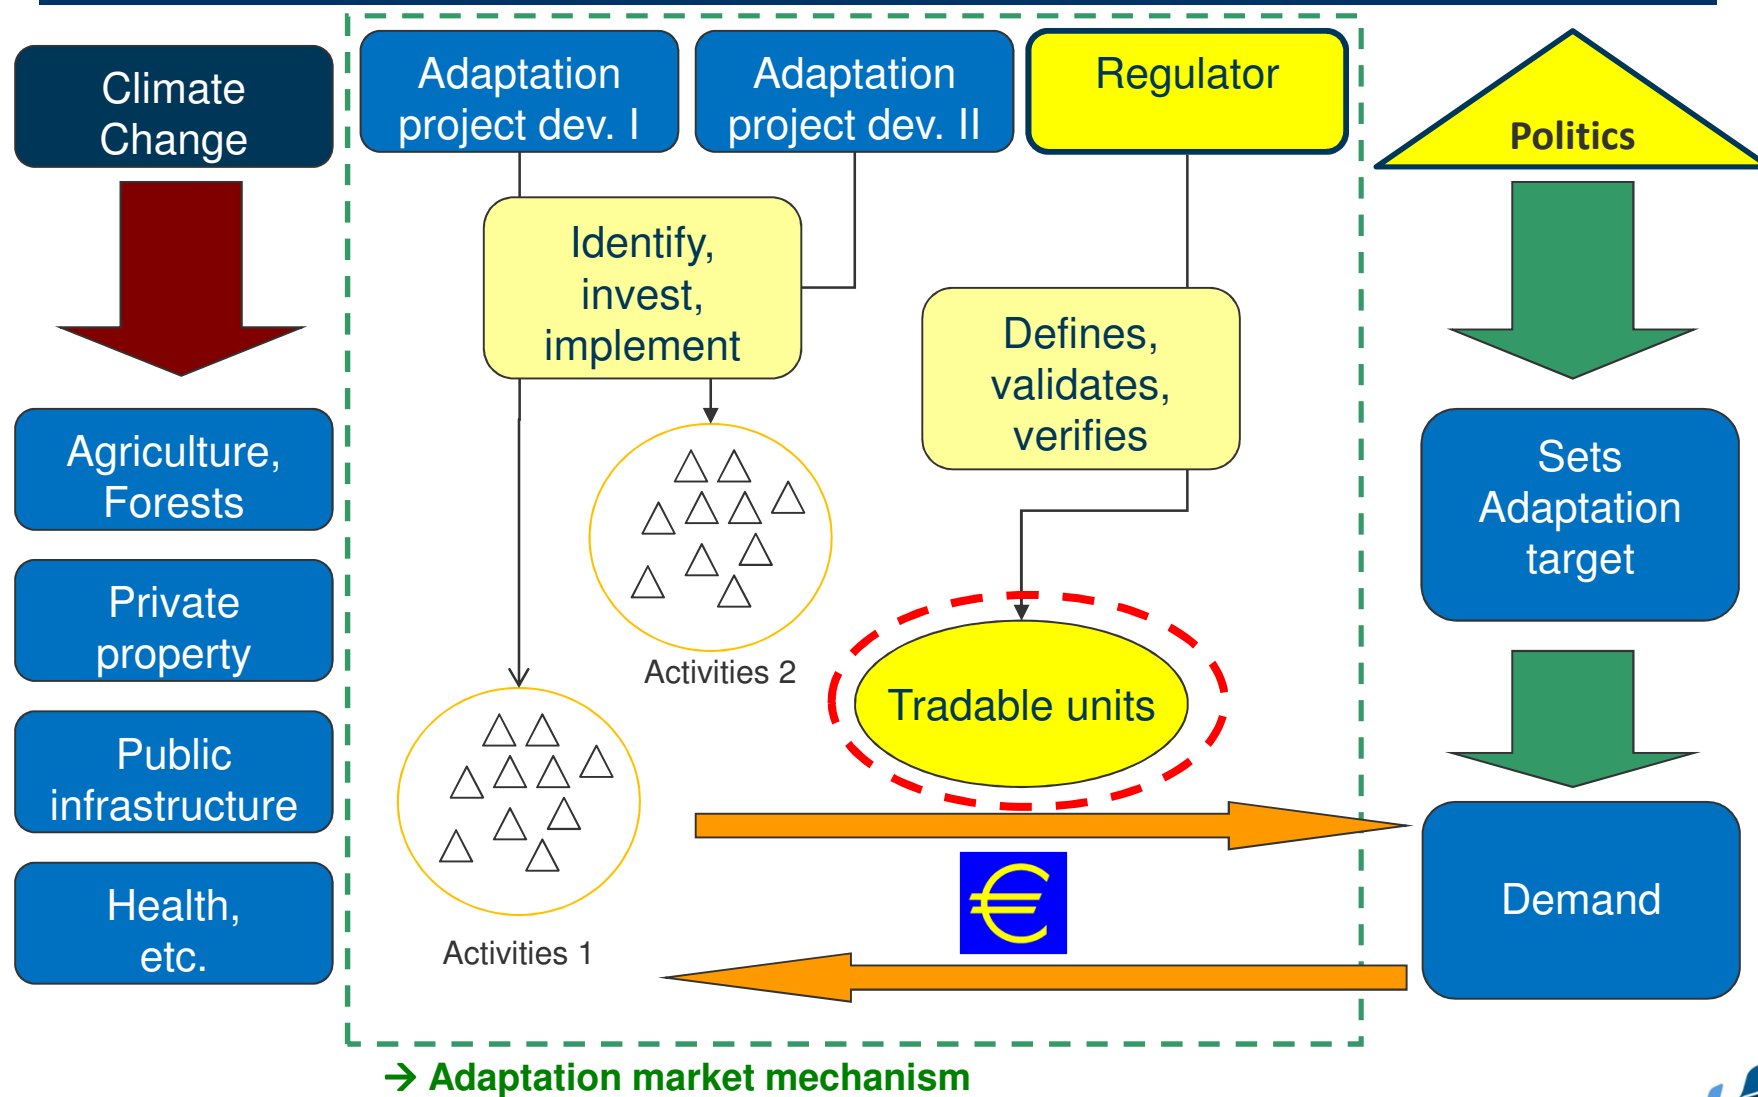 Climate
Change
Agriculture,
Forests
Private
property
Public
infrastructure
Health,
etc.
Adaptation
project dev. I
Adaptation
project dev. II
Regulator
Identify,
invest,
implement
Defines,
validates,
verifies
Activities 2
Activities 1
Tradable units
€
Politics
Sets
Adaptation
target
Demand
→ Adaptation market mechanism